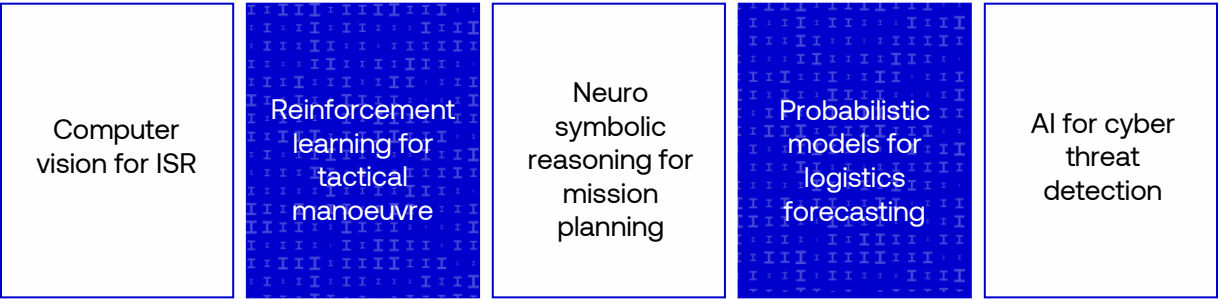 Computer
vision for ISR
Reinforcement
learning for
tactical
manoeuvre
Neuro
symbolic
reasoning for
mission
planning
Probabilistic
models for
logistics
forecasting
AI for cyber
threat
detection